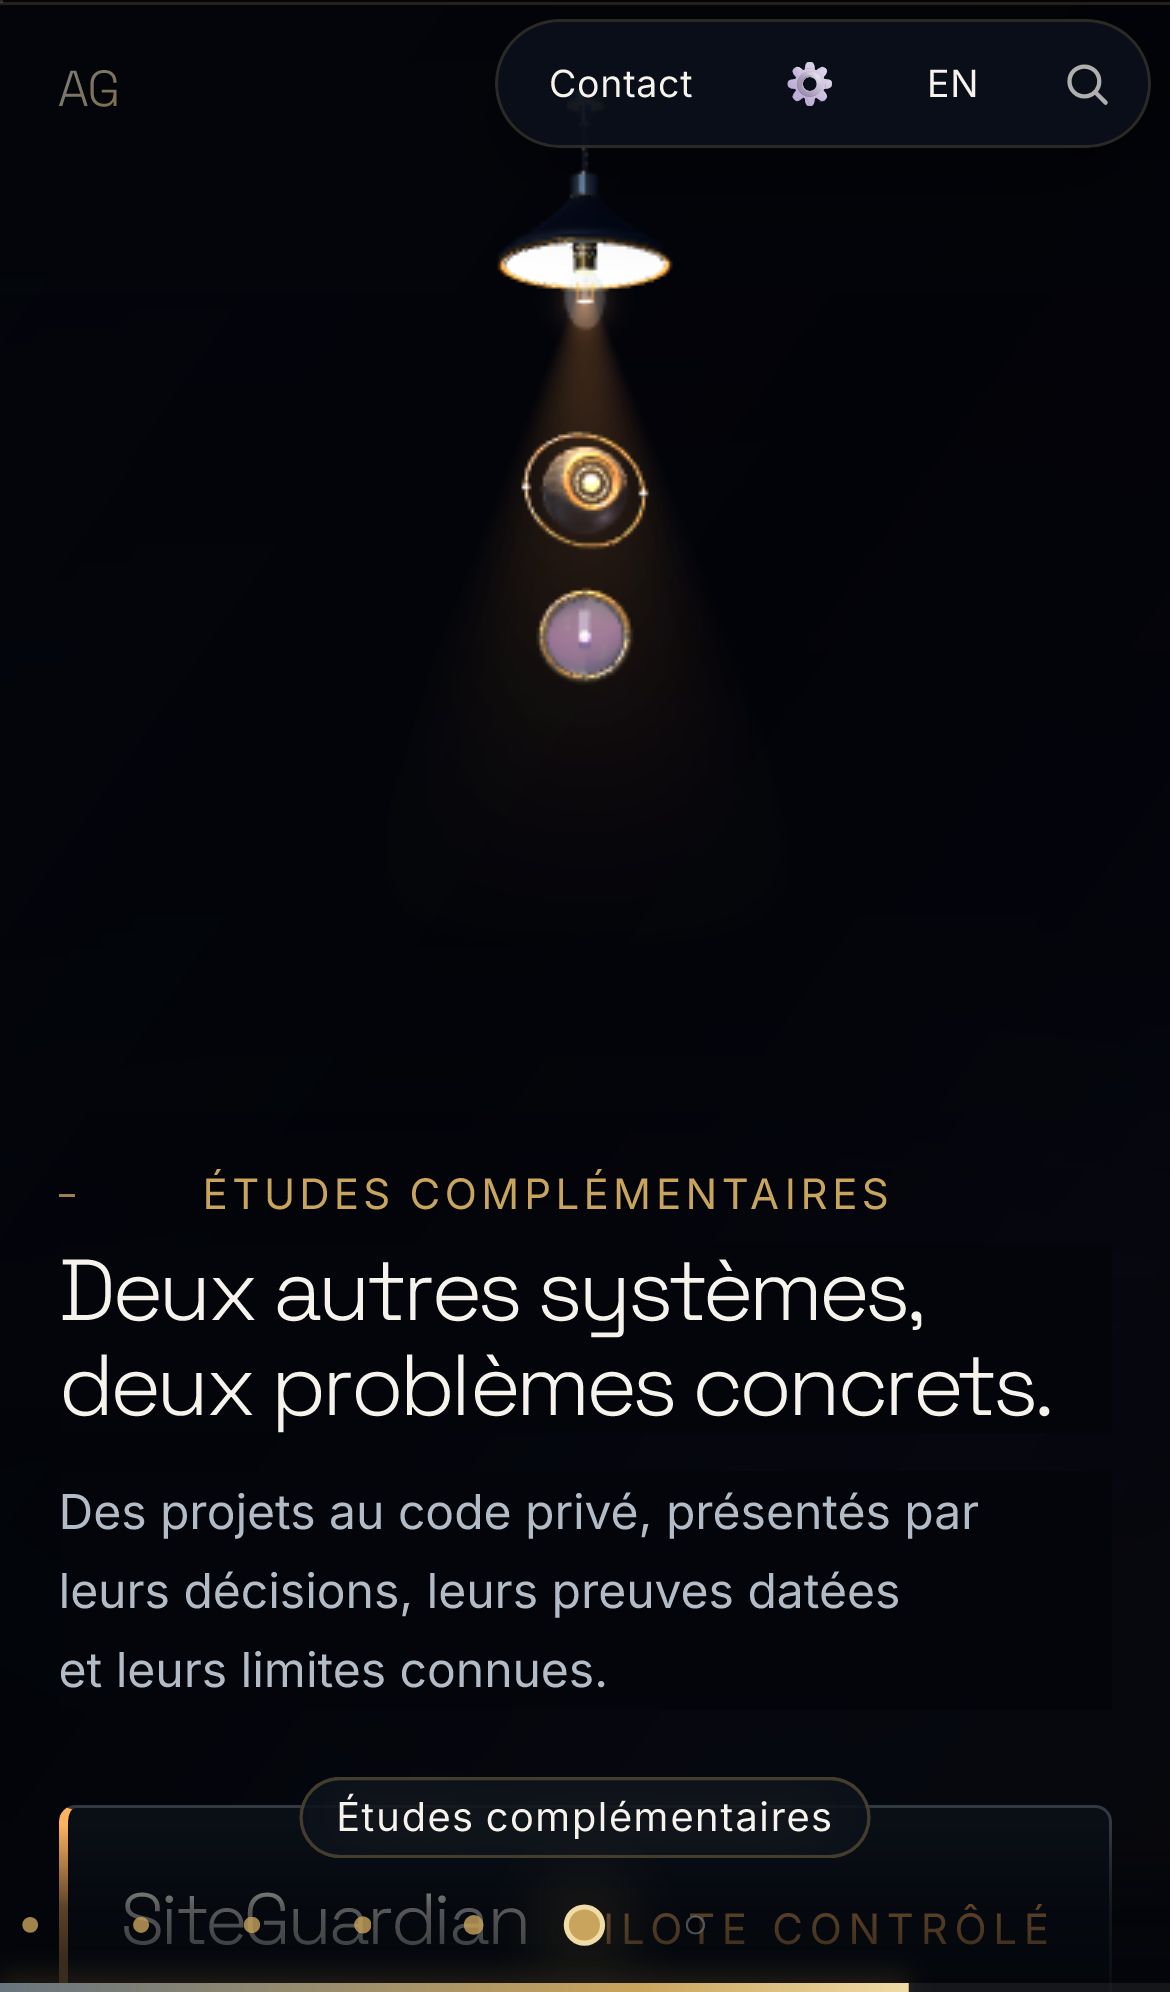 AG
Contact
EN
– ÉTUDES COMPLÉMENTAIRES
Deux autres systèmes,
deux problèmes concrets.
Des projets au code privé, présentés par
leurs décisions, leurs preuves datées
et leurs limites connues.
Études complémentaires
SiteGuardian
ILOTE CONTRÔLÉ